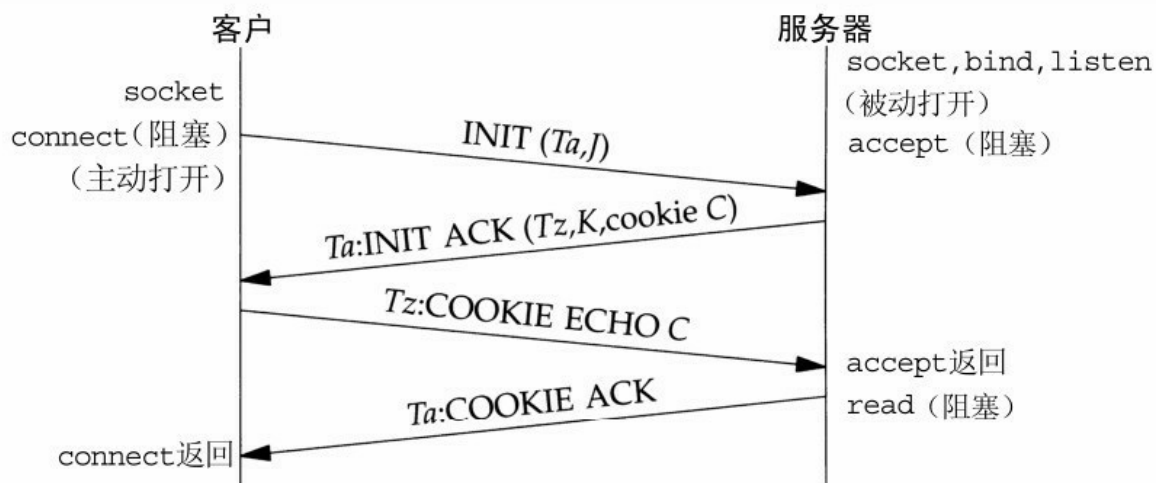 客户
服务器
socket,bind,listen
(被动打开)
socket
connect(阻塞)
(主动打开)
accept (阻塞)
INIT (Ta,J)
Ta:INIT ACK (Tz,K,cookie C)
Tz:COOKIE ECHO C
accept返回
Ta:COOKIE ACK
read (阻塞)
connect返回